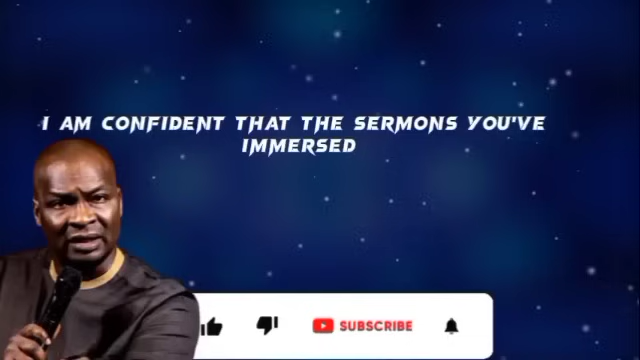 I AM CONFIDENT THAT THE SERMONS YOU'VE
IMMERSED
SUBSCRIBE